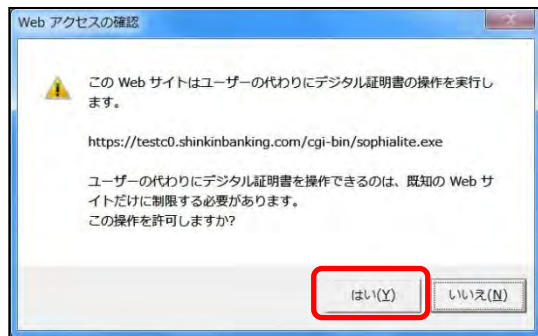 Web アクセスの確認
この Web サイトはユーザーの代わりにデジタル証明書の操作を実行し
ます。
https://testc0.shinkinbanking.com/cgi-bin/sophialite.exe
ユーザーの代わりにデジタル証明書を操作できるのは、既知の Web サ
イトだけに制限する必要があります。
この操作を許可しますか?
はい(Y) いいえ(N)